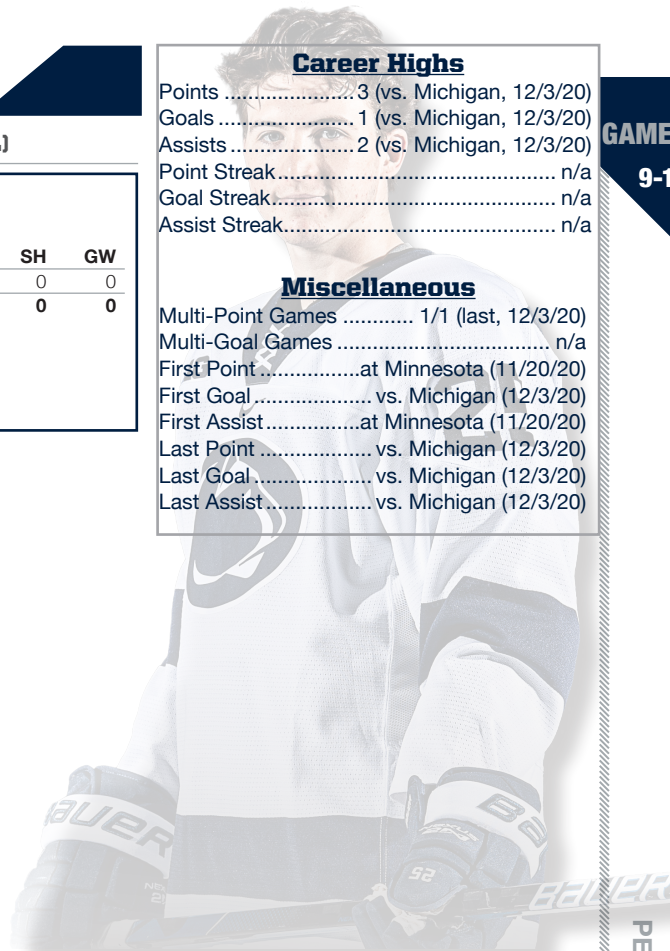 Career Highs
Points ....................3 (vs. Michigan, 12/3/20)
Goals .....................1 (vs. Michigan, 12/3/20)
Assists ...................2 (vs. Michigan, 12/3/20)
Point Streak............................................ n/a
Goal Streak............................................. n/a
Assist Streak........................................... n/a
Miscellaneous
Multi-Point Games ............ 1/1 (last, 12/3/20)
Multi-Goal Games .................................. n/a
First Point.................at Minnesota (11/20/20)
First Goal................... vs. Michigan (12/3/20)
First Assist................at Minnesota (11/20/20)
Last Point ................... vs. Michigan (12/3/20)
Last Goal .................... vs. Michigan (12/3/20)
Last Assist.................. vs. Michigan (12/3/20)
SH GW
0 0
0 0
GAME
9-1
BAUER
25
BAUER
PE